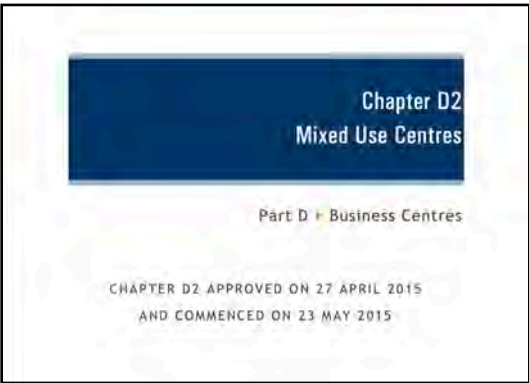 Chapter D2
Mixed Use Centres
Part D • Business Centres
CHAPTER D2 APPROVED ON 27 APRIL 2015
AND COMMENCED ON 23 MAY 2015